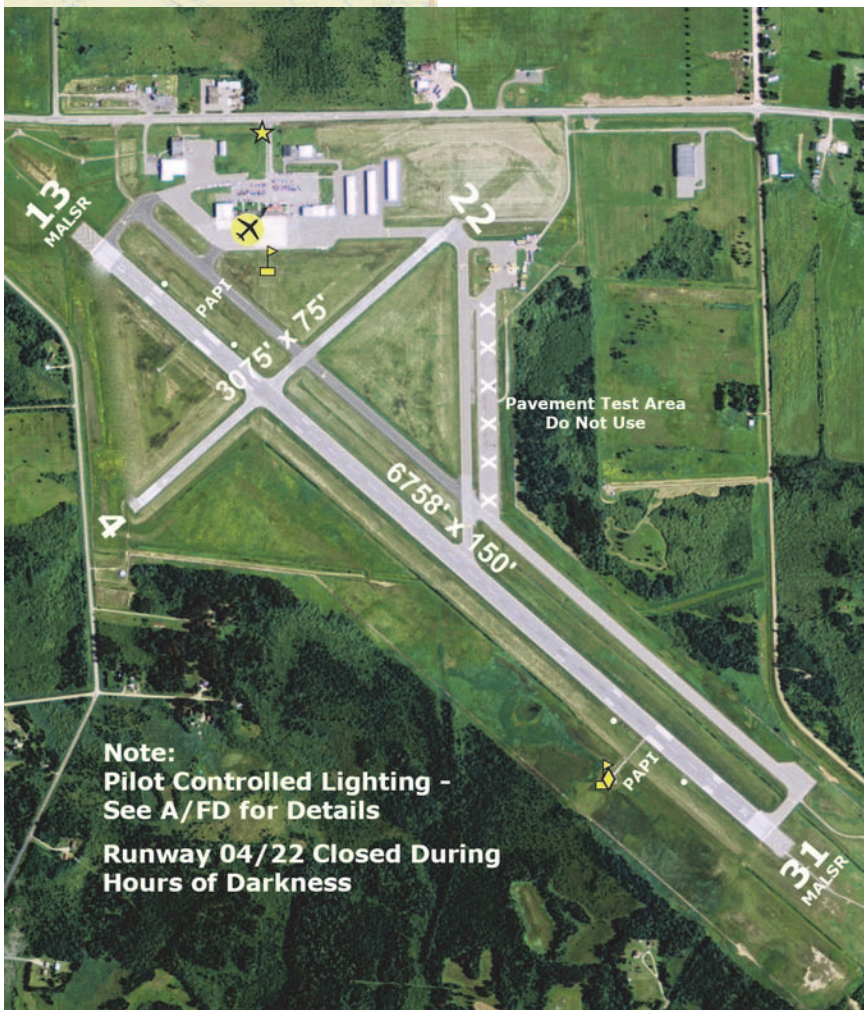 13
MALSR
22
PAPI
3075' x 75'
X
X
X
X
X
X
Pavement Test Area
Do Not Use
4
6758' x 150'
Note:
Pilot Controlled Lighting –
See A/FD for Details
Runway 04/22 Closed During
Hours of Darkness
PAPI
31
MALSR